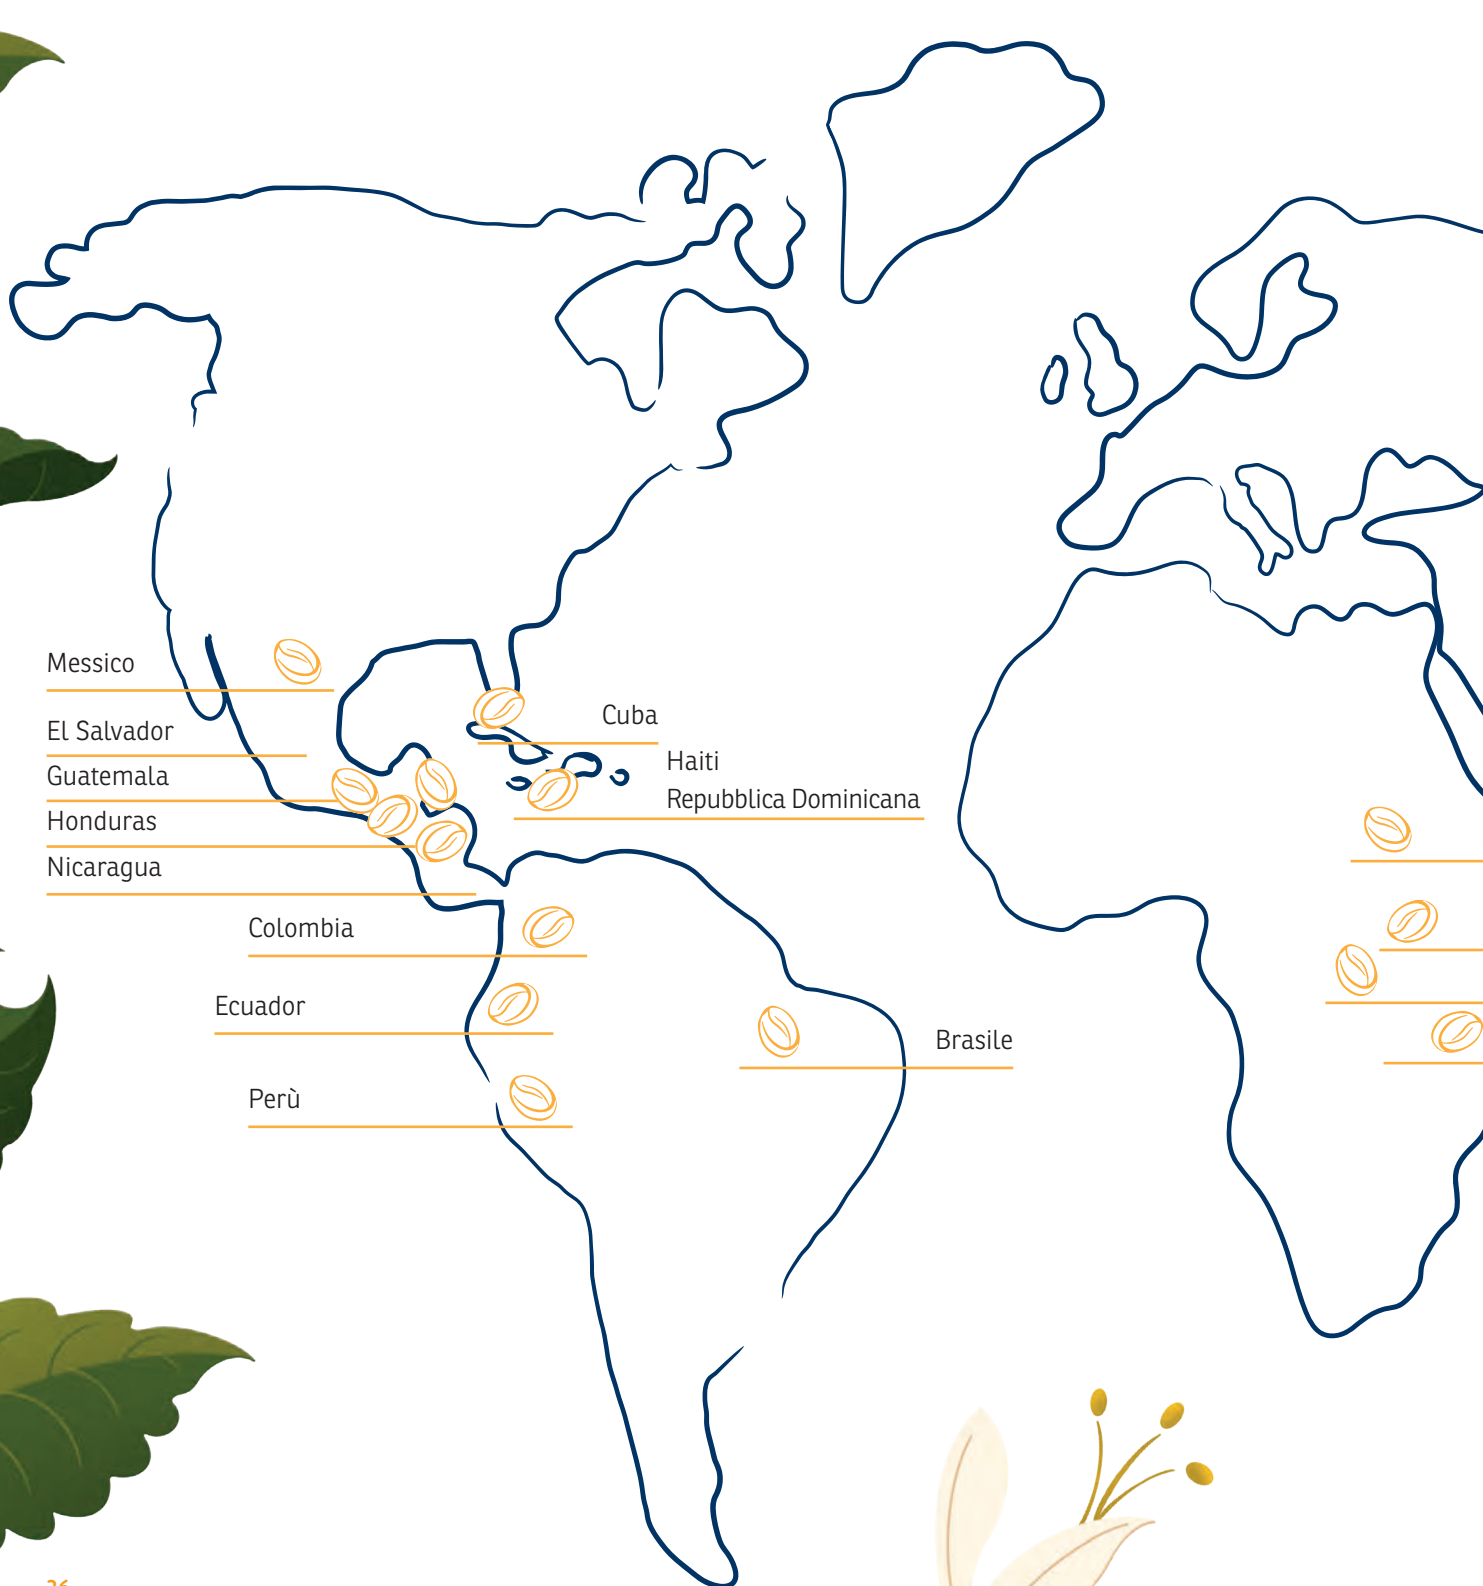 Messico
El Salvador
Guatemala
Honduras
Nicaragua
Cuba
Haiti
Repubblica Dominicana
Colombia
Ecuador
Perù
Brasile